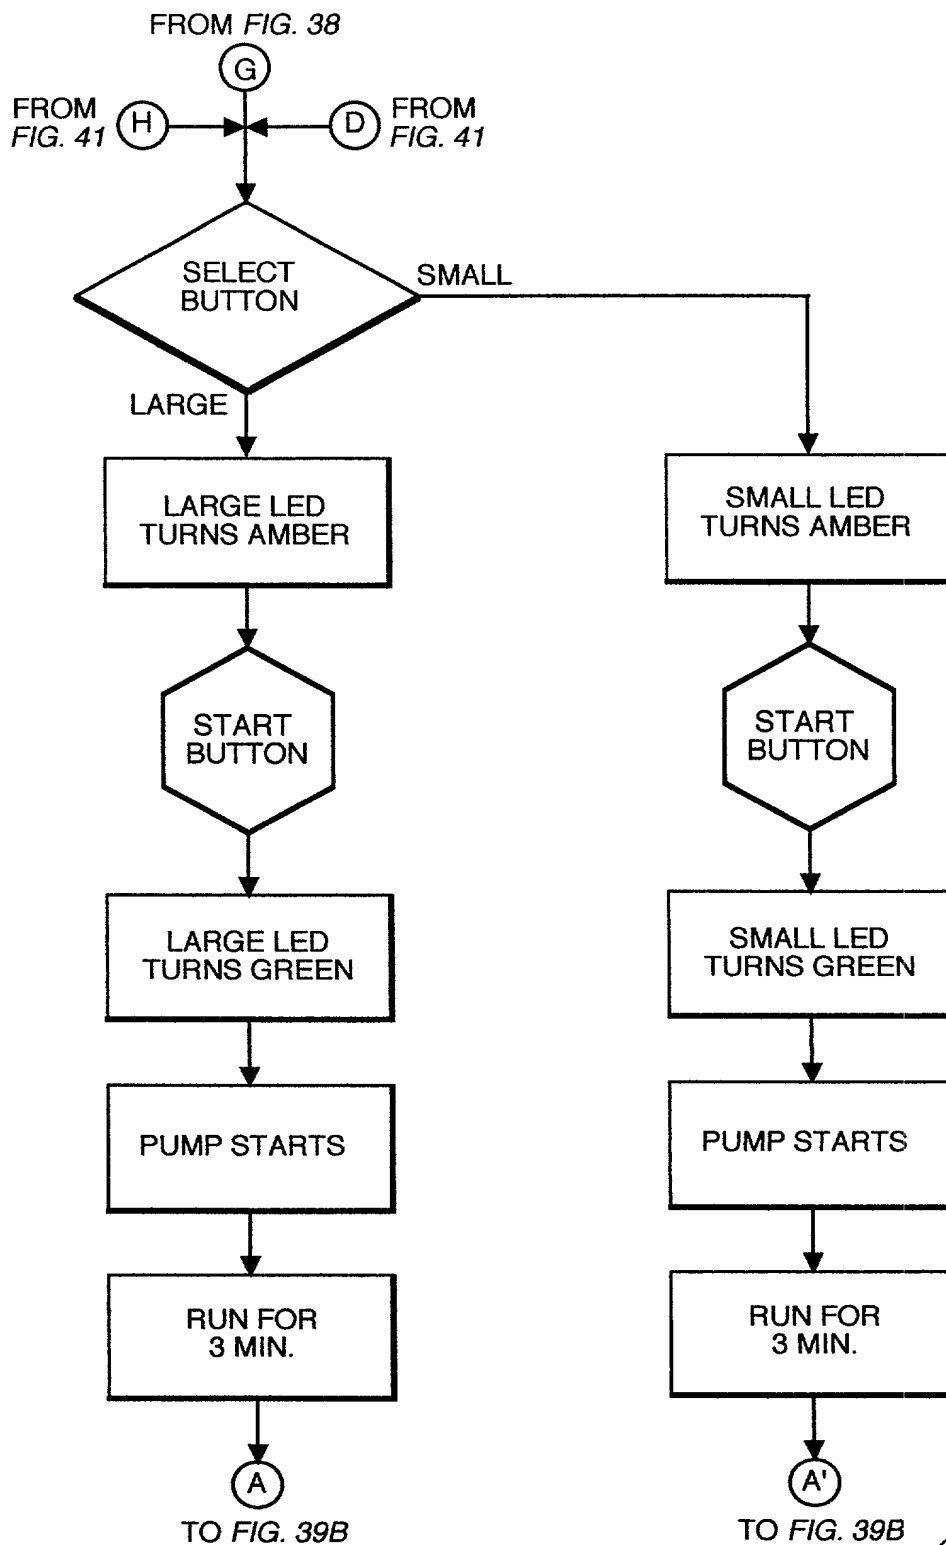 FROM FIG. 38
G
FROM
FIG. 41
H
D
FROM
FIG. 41
SELECT
BUTTON
SMALL
LARGE
LARGE LED
TURNS AMBER
SMALL LED
TURNS AMBER
START
BUTTON
START
BUTTON
LARGE LED
TURNS GREEN
SMALL LED
TURNS GREEN
PUMP STARTS
PUMP STARTS
RUN FOR
3 MIN.
RUN FOR
3 MIN.
A
A'
TO FIG. 39B
TO FIG. 39B